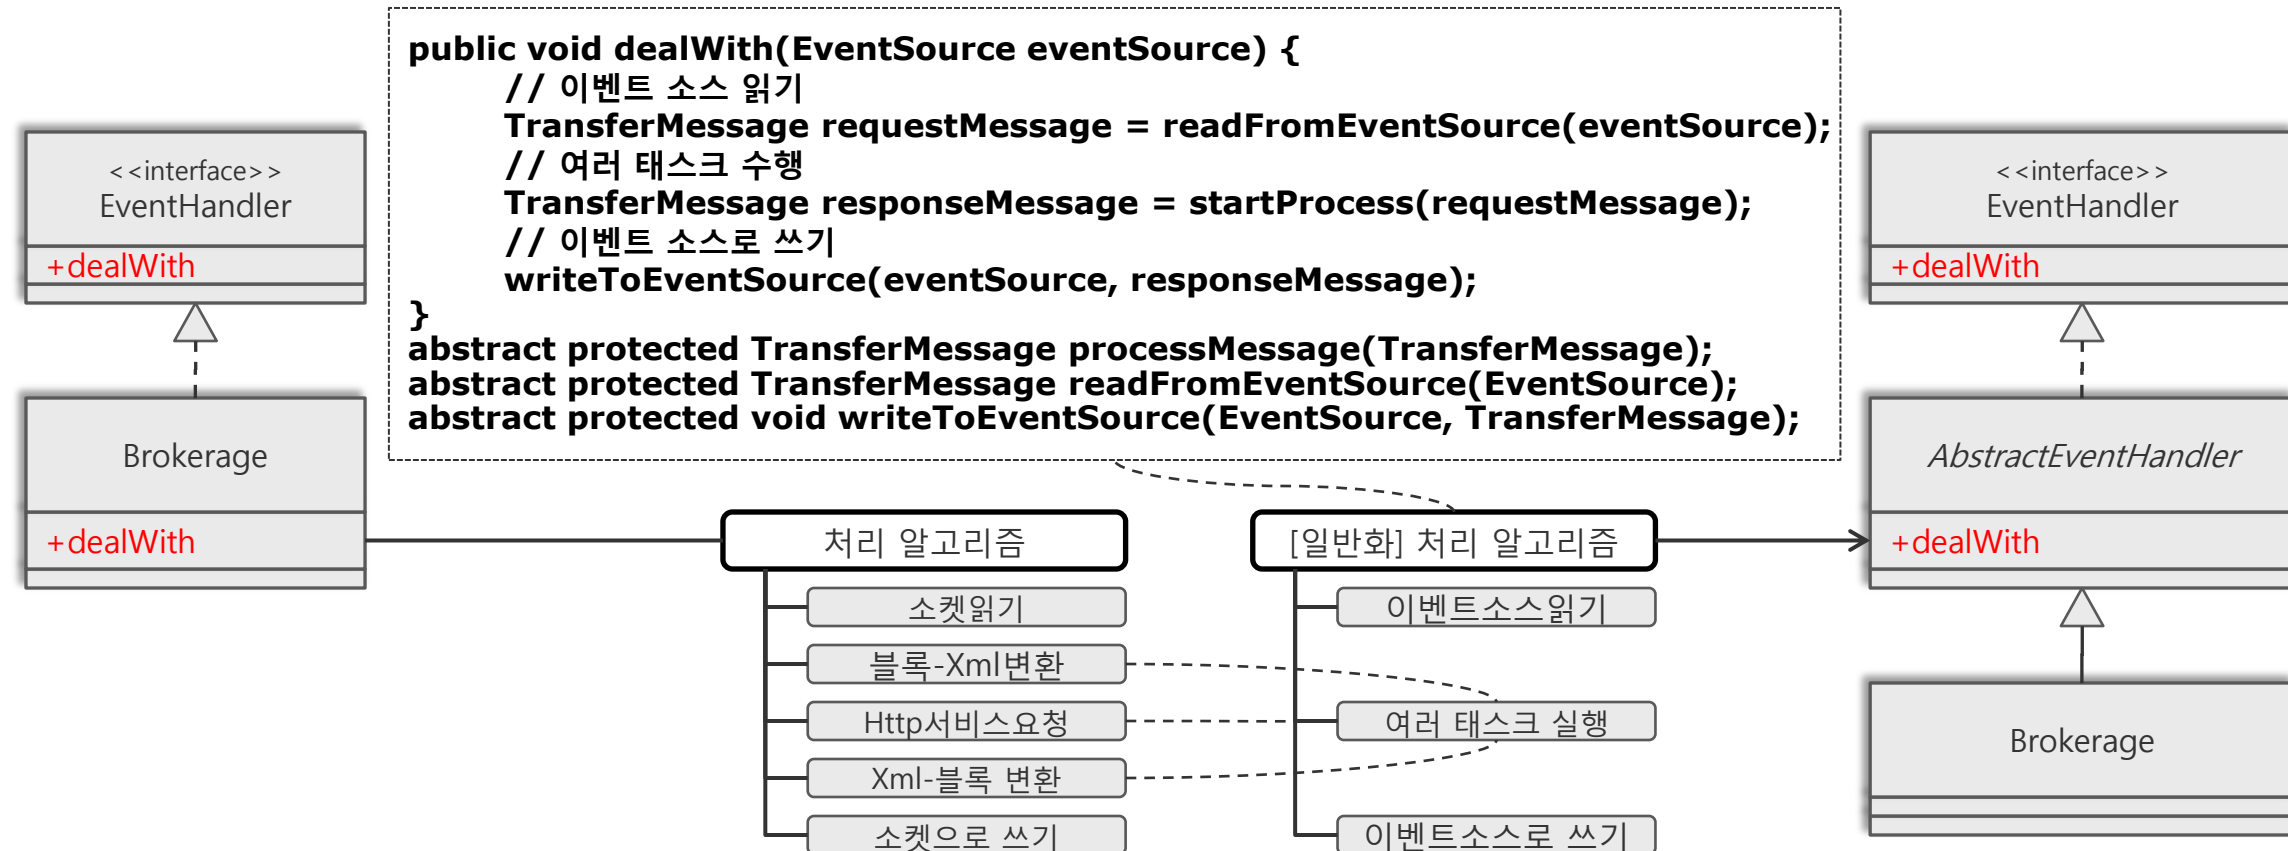 public void dealWith(EventSource eventSource) {
// 이벤트 소스 읽기
TransferMessage requestMessage = readFromEventSource(eventSource);
// 여러 태스크 수행
TransferMessage responseMessage = startProcess(requestMessage);
// 이벤트 소스로 쓰기
writeToEventSource(eventSource, responseMessage);
}
abstract protected TransferMessage processMessage(TransferMessage);
abstract protected TransferMessage readFromEventSource(EventSource);
abstract protected void writeToEventSource(EventSource, TransferMessage);
<<interface>>
EventHandler
+dealWith
Brokerage
+dealWith
처리 알고리즘
소켓읽기
블록-Xml변환
Http서비스요청
Xml-블록 변환
소켓으로 쓰기
[일반화] 처리 알고리즘
이벤트소스읽기
여러 태스크 실행
이벤트소스로 쓰기
<<interface>>
EventHandler
+dealWith
AbstractEventHandler
+dealWith
Brokerage